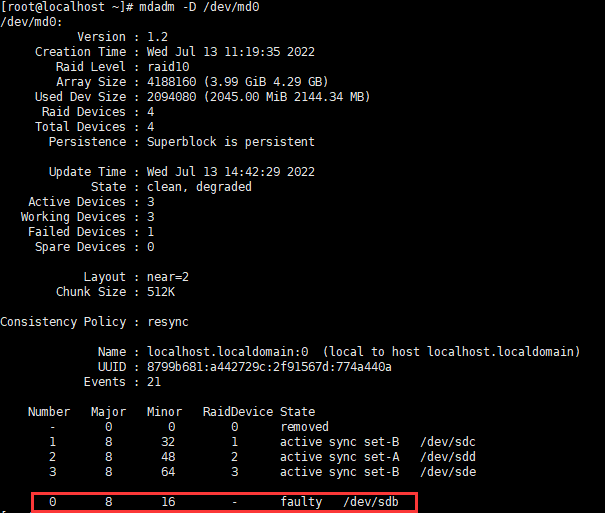 [root@localhost ~]# mdadm -D /dev/md0
/dev/md0:
Version : 1.2
Creation Time : Wed Jul 13 11:19:35 2022
Raid Level : raid10
Array Size : 4188160 (3.99 GiB 4.29 GB)
Used Dev Size : 2094080 (2045.00 MiB 2144.34 MB)
Raid Devices : 4
Total Devices : 4
Persistence : Superblock is persistent
Update Time : Wed Jul 13 14:42:29 2022
State : clean, degraded
Active Devices : 3
Working Devices : 3
Failed Devices : 1
Spare Devices : 0
Layout : near=2
Chunk Size : 512K
Consistency Policy : resync
Name : localhost.localdomain:0  (local to host localhost.localdomain)
UUID : 8799b681:a442729c:2f91567d:774a440a
Events : 21
Number   Major   Minor   RaidDevice State
-       0        0        0      removed
1       8       32        1      active sync set-B   /dev/sdc
2       8       48        2      active sync set-A   /dev/sdd
3       8       64        3      active sync set-B   /dev/sde
0       8       16        -      faulty   /dev/sdb